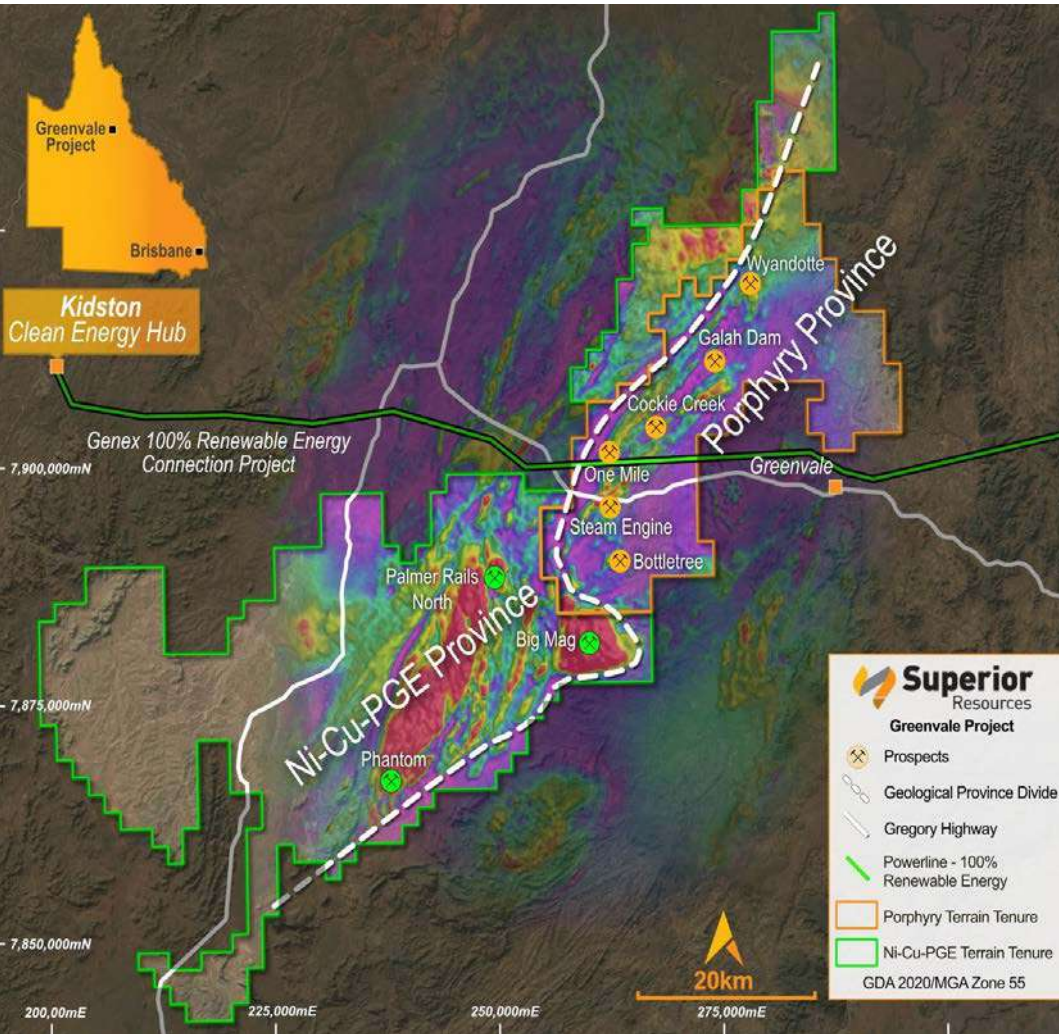 Greenvale
Project
Brisbane
Kidston
Clean Energy Hub
Wyandotte
Galah Dam
Porphyry Province
Cockie Creek
Genex 100% Renewable Energy
Connection Project
7,900,000mN
One Mile
Greenvale
Steam Engine
Bottletree
Palmer Rails
North
Big Mag
Ni-Cu-PGE Province
7,875,000mN
Phantom
7,850,000mN
200,00mE
225,000mE
250,000mE
275,000mE
20km
Superior
Resources
Greenvale Project
Prospects
Geological Province Divide
Gregory Highway
Powerline - 100%
Renewable Energy
Porphyry Terrain Tenure
Ni-Cu-PGE Terrain Tenure
GDA 2020/MGA Zone 55